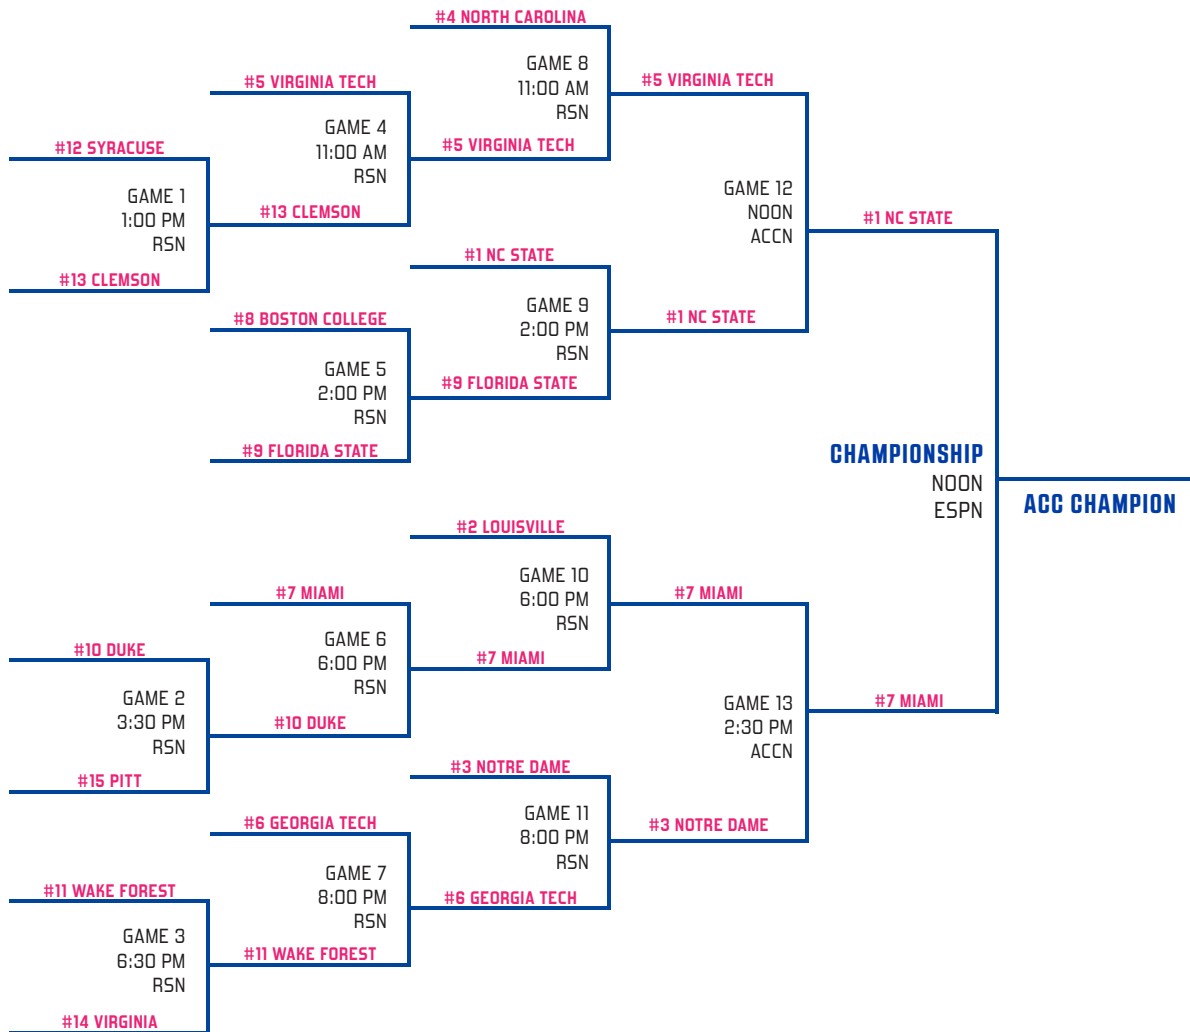 #4 NORTH CAROLINA
GAME 8
11:00 AM
RSN
#5 VIRGINIA TECH
#5 VIRGINIA TECH
GAME 4
11:00 AM
RSN
#5 VIRGINIA TECH
#12 SYRACUSE
GAME 1
1:00 PM
RSN
#13 CLEMSON
#13 CLEMSON
GAME 12
NOON
ACCN
#1 NC STATE
#1 NC STATE
GAME 9
2:00 PM
RSN
#1 NC STATE
#8 BOSTON COLLEGE
GAME 5
2:00 PM
RSN
#9 FLORIDA STATE
#9 FLORIDA STATE
CHAMPIONSHIP
NOON
ESPN
ACC CHAMPION
#2 LOUISVILLE
GAME 10
6:00 PM
RSN
#7 MIAMI
#7 MIAMI
GAME 6
6:00 PM
RSN
#7 MIAMI
#10 DUKE
GAME 2
3:30 PM
RSN
#10 DUKE
#15 PITT
GAME 13
2:30 PM
ACCN
#7 MIAMI
#3 NOTRE DAME
GAME 11
8:00 PM
RSN
#3 NOTRE DAME
#6 GEORGIA TECH
GAME 7
8:00 PM
RSN
#6 GEORGIA TECH
#11 WAKE FOREST
GAME 3
6:30 PM
RSN
#11 WAKE FOREST
#14 VIRGINIA